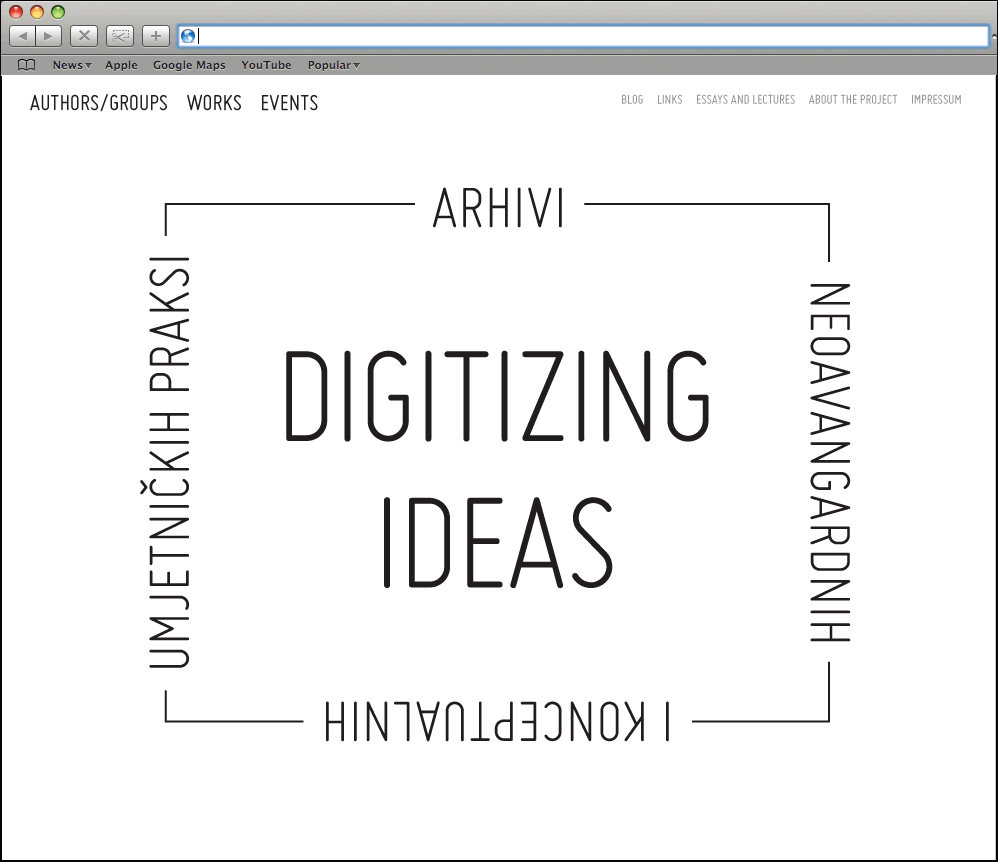 News Apple Google Maps YouTube Popular
AUTHORS/GROUPS WORKS EVENTS
BLOG LINKS ESSAYS AND LECTURES ABOUT THE PROJECT IMPRESSUM
ARHIVI
NEOAVANGARDNIH
I KONCEPTUALNIH
UMJETNIČKIH PRAKSI
DIGITIZING
IDEAS